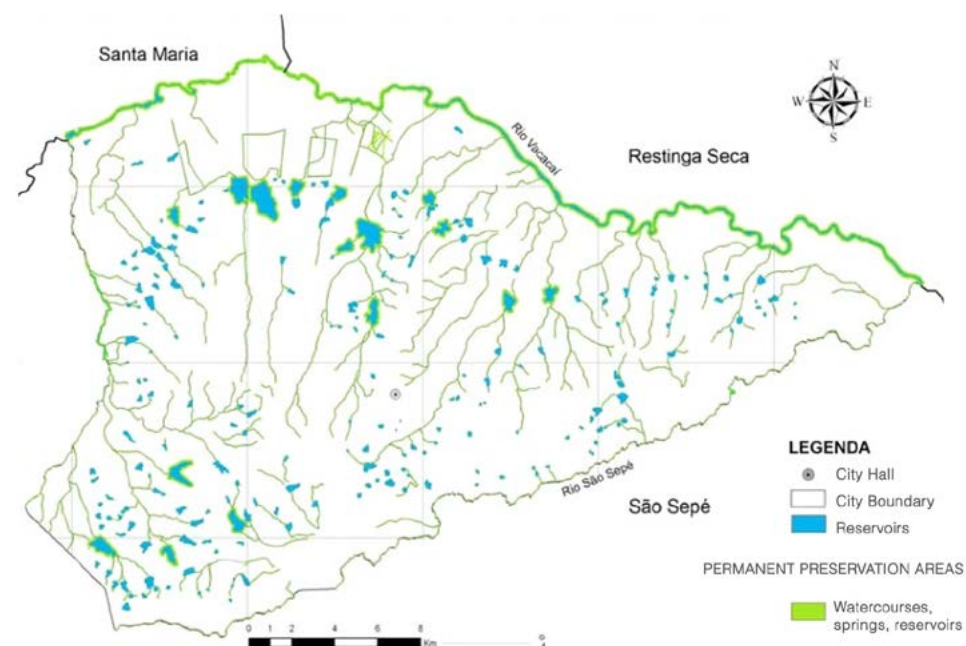 Santa Maria
N
W E
S
Rio Vacacaí
Restinga Seca
LEGENDA
City Hall
City Boundary
Reservoirs
Rio São Sepé
São Sepé
PERMANENT PRESERVATION AREAS
Watercourses,
springs, reservoirs
0 1 2 4 6 8
Km